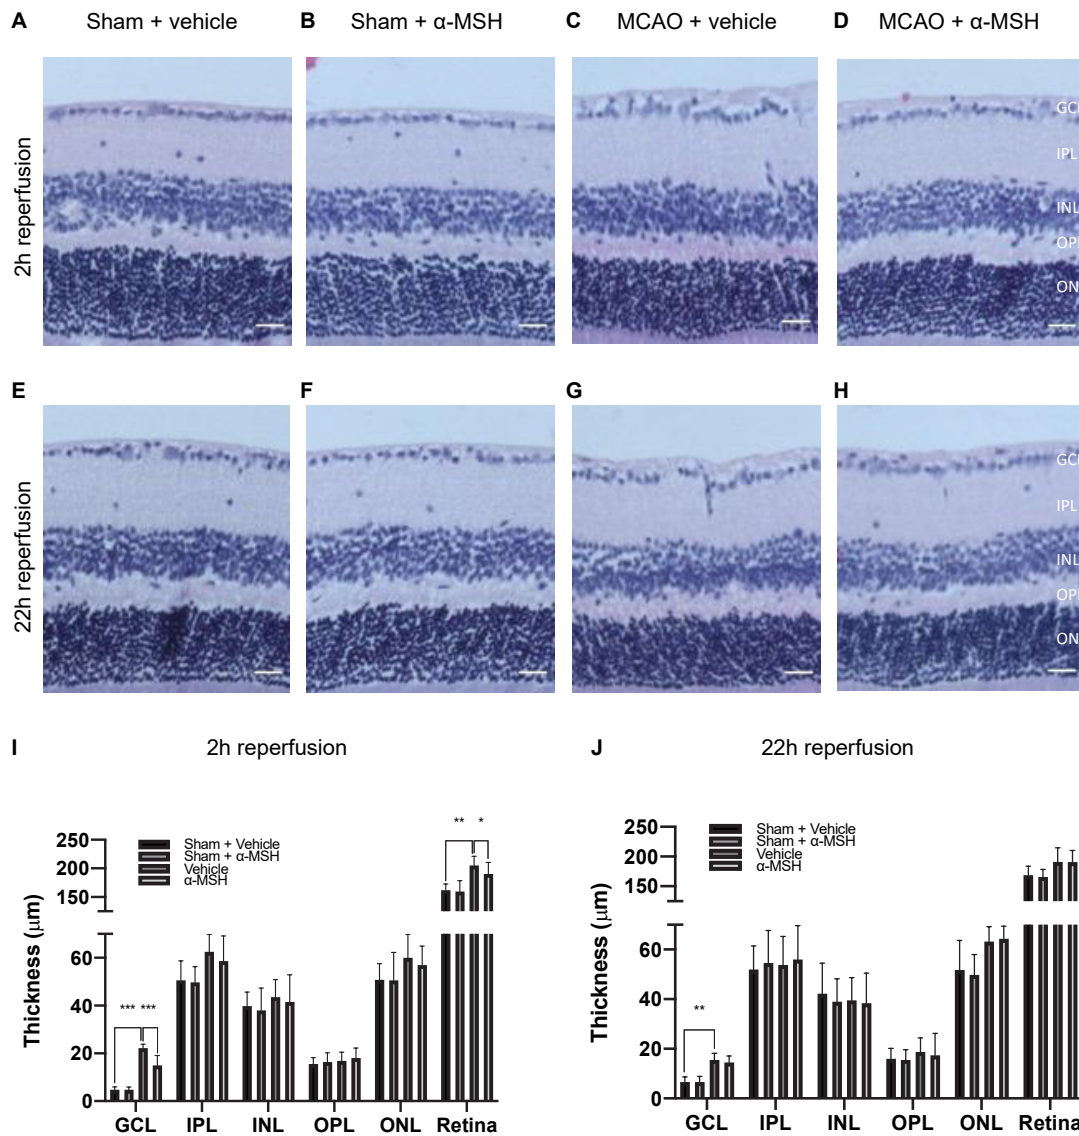 A Sham + vehicle B Sham + α-MSH C MCAO + vehicle D MCAO + α-MSH
2h reperfusion
GCL
IPL
INL
OPL
ON
E F G H
22h reperfusion
GCL
IPL
INL
OPL
ON
I 2h reperfusion
Thickness (μm)
250
200
150
60
40
20
0
Sham + Vehicle
Sham + α-MSH
Vehicle
α-MSH
** *
*** ***
GCL IPL INL OPL ONL Retina
J 22h reperfusion
Thickness (μm)
250
200
150
60
40
20
0
Sham + Vehicle
Sham + α-MSH
Vehicle
α-MSH
**
GCL IPL INL OPL ONL Retina